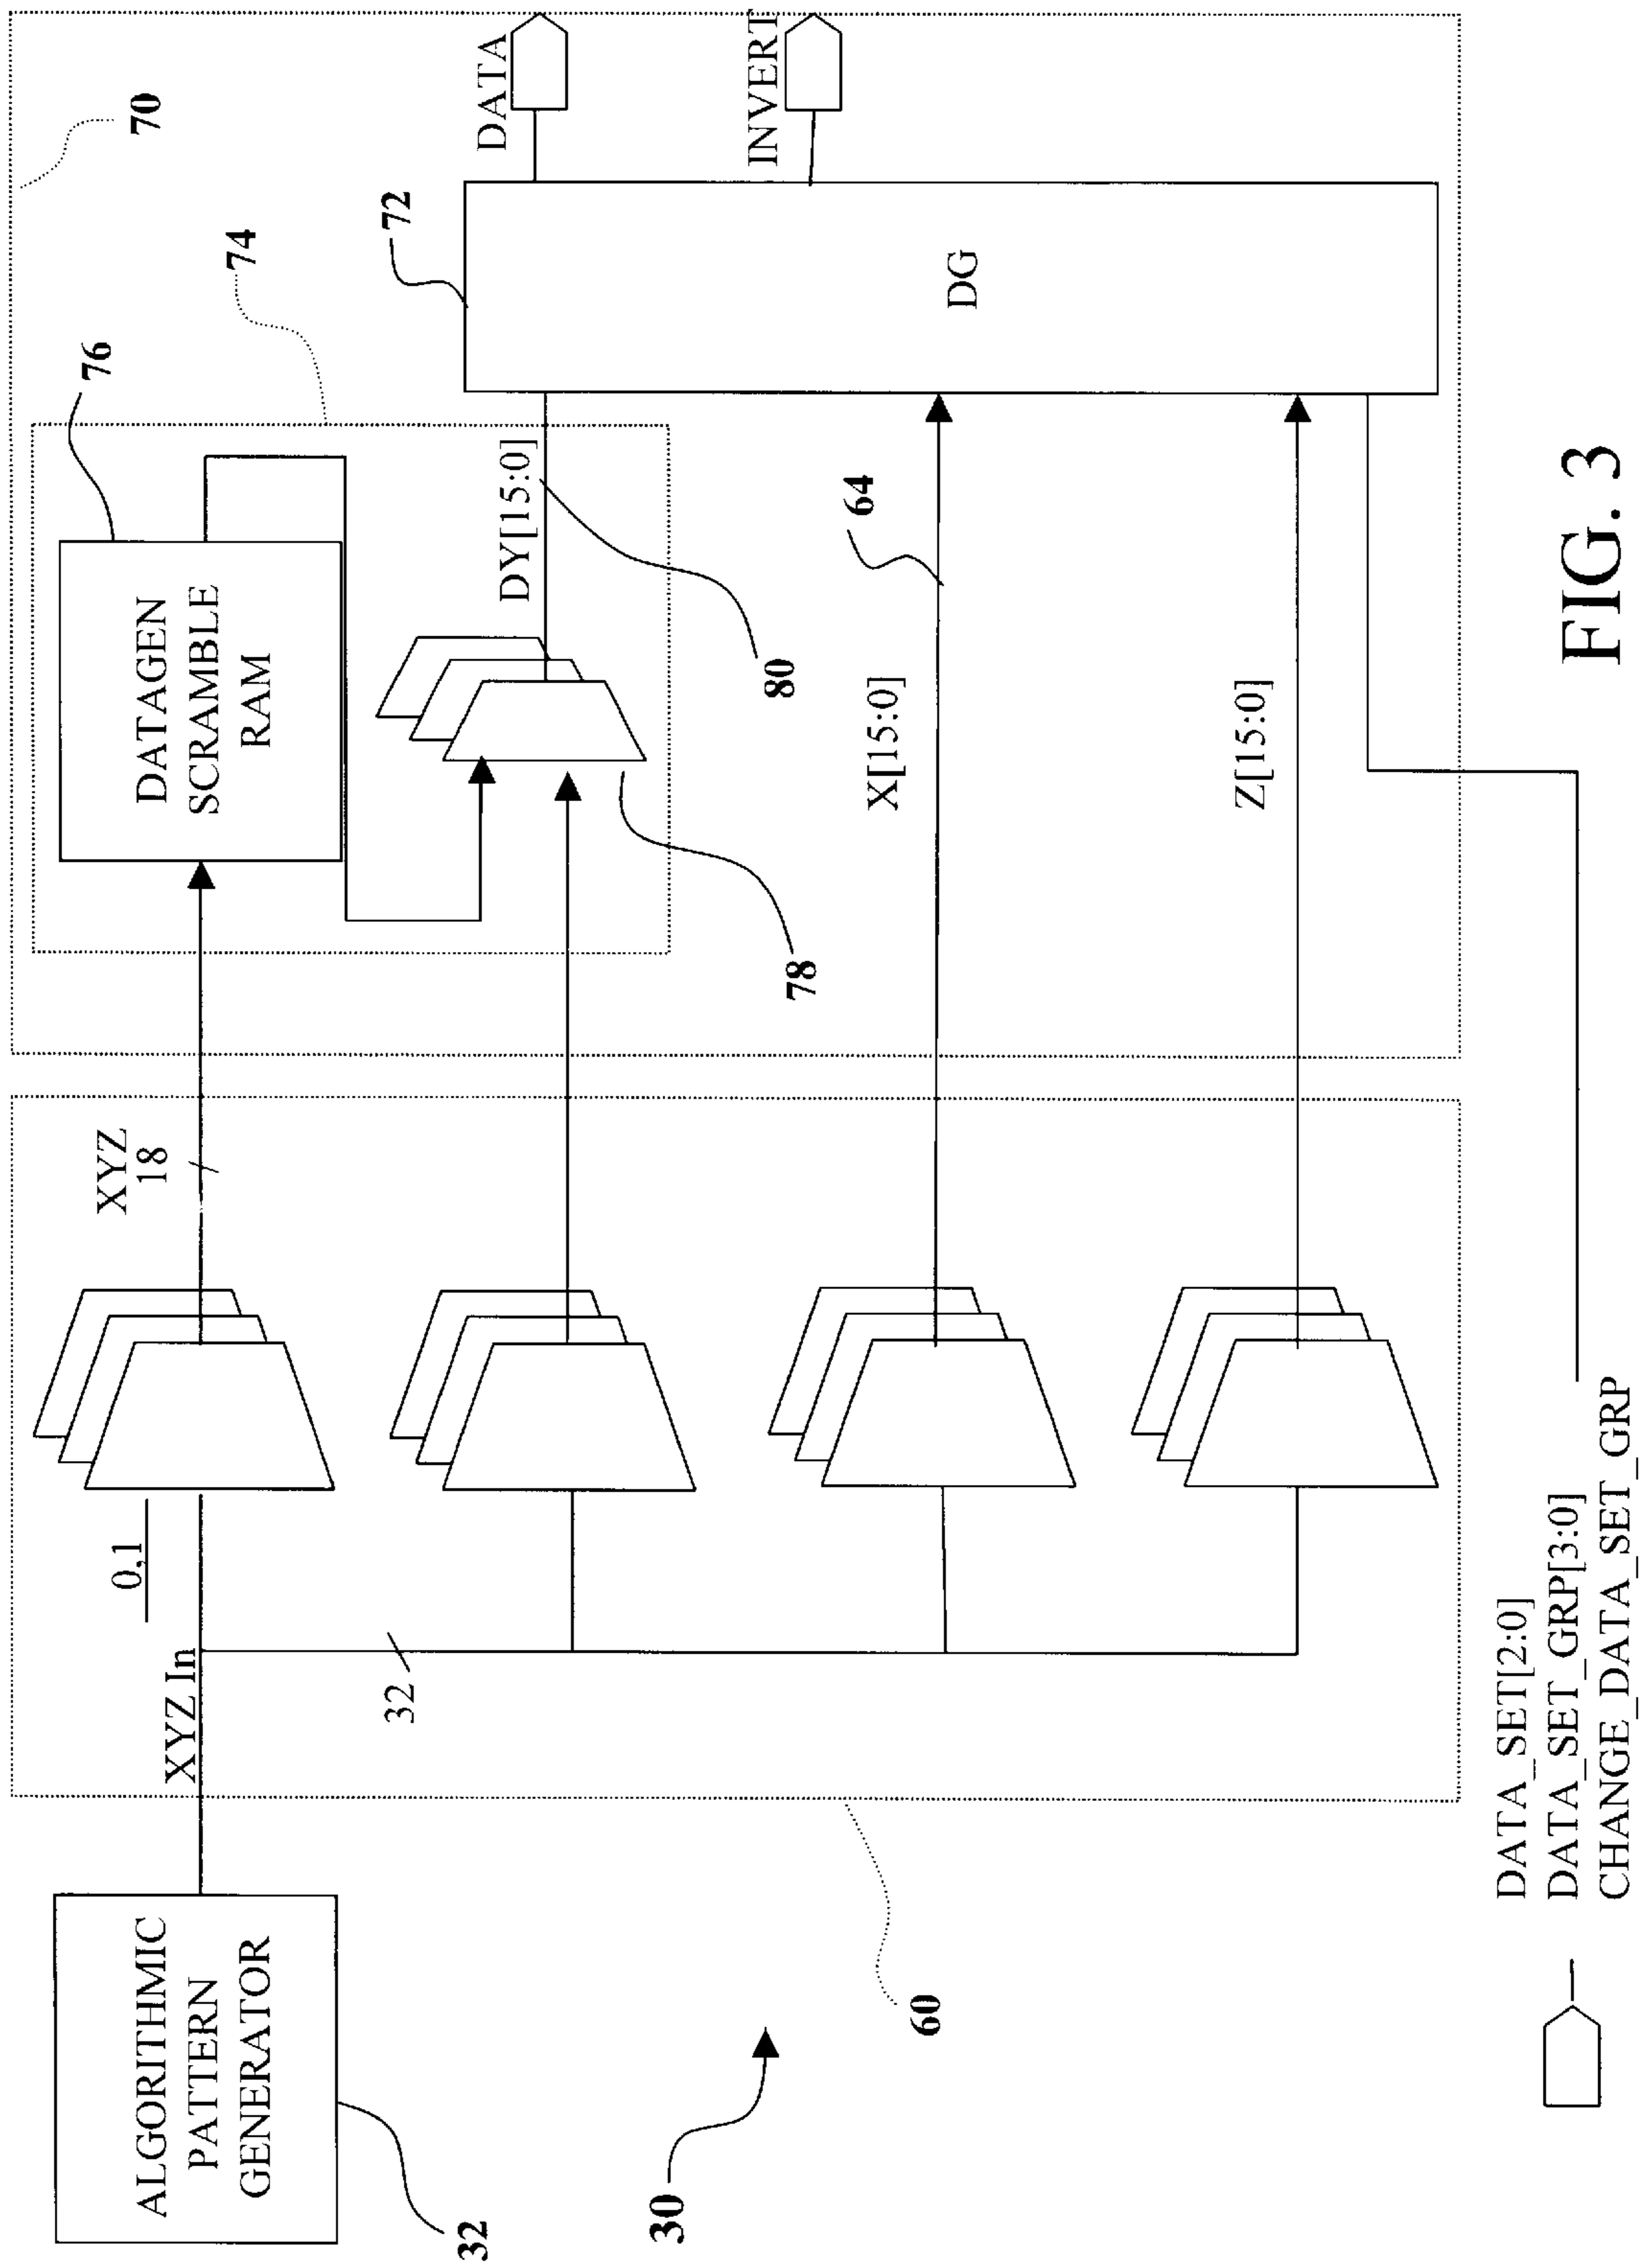 70
DATA
INVERT
72
74
76
DATAGEN
SCRAMBLE
RAM
DG
DY[15:0]
80
78
64
X[15:0]
Z[15:0]
XYZ
18
0,1
XYZ In
32
ALGORITHMIC
PATTERN
GENERATOR
32
60
30
DATA_SET[2:0]
DATA_SET_GRP[3:0]
CHANGE_DATA_SET_GRP
FIG. 3